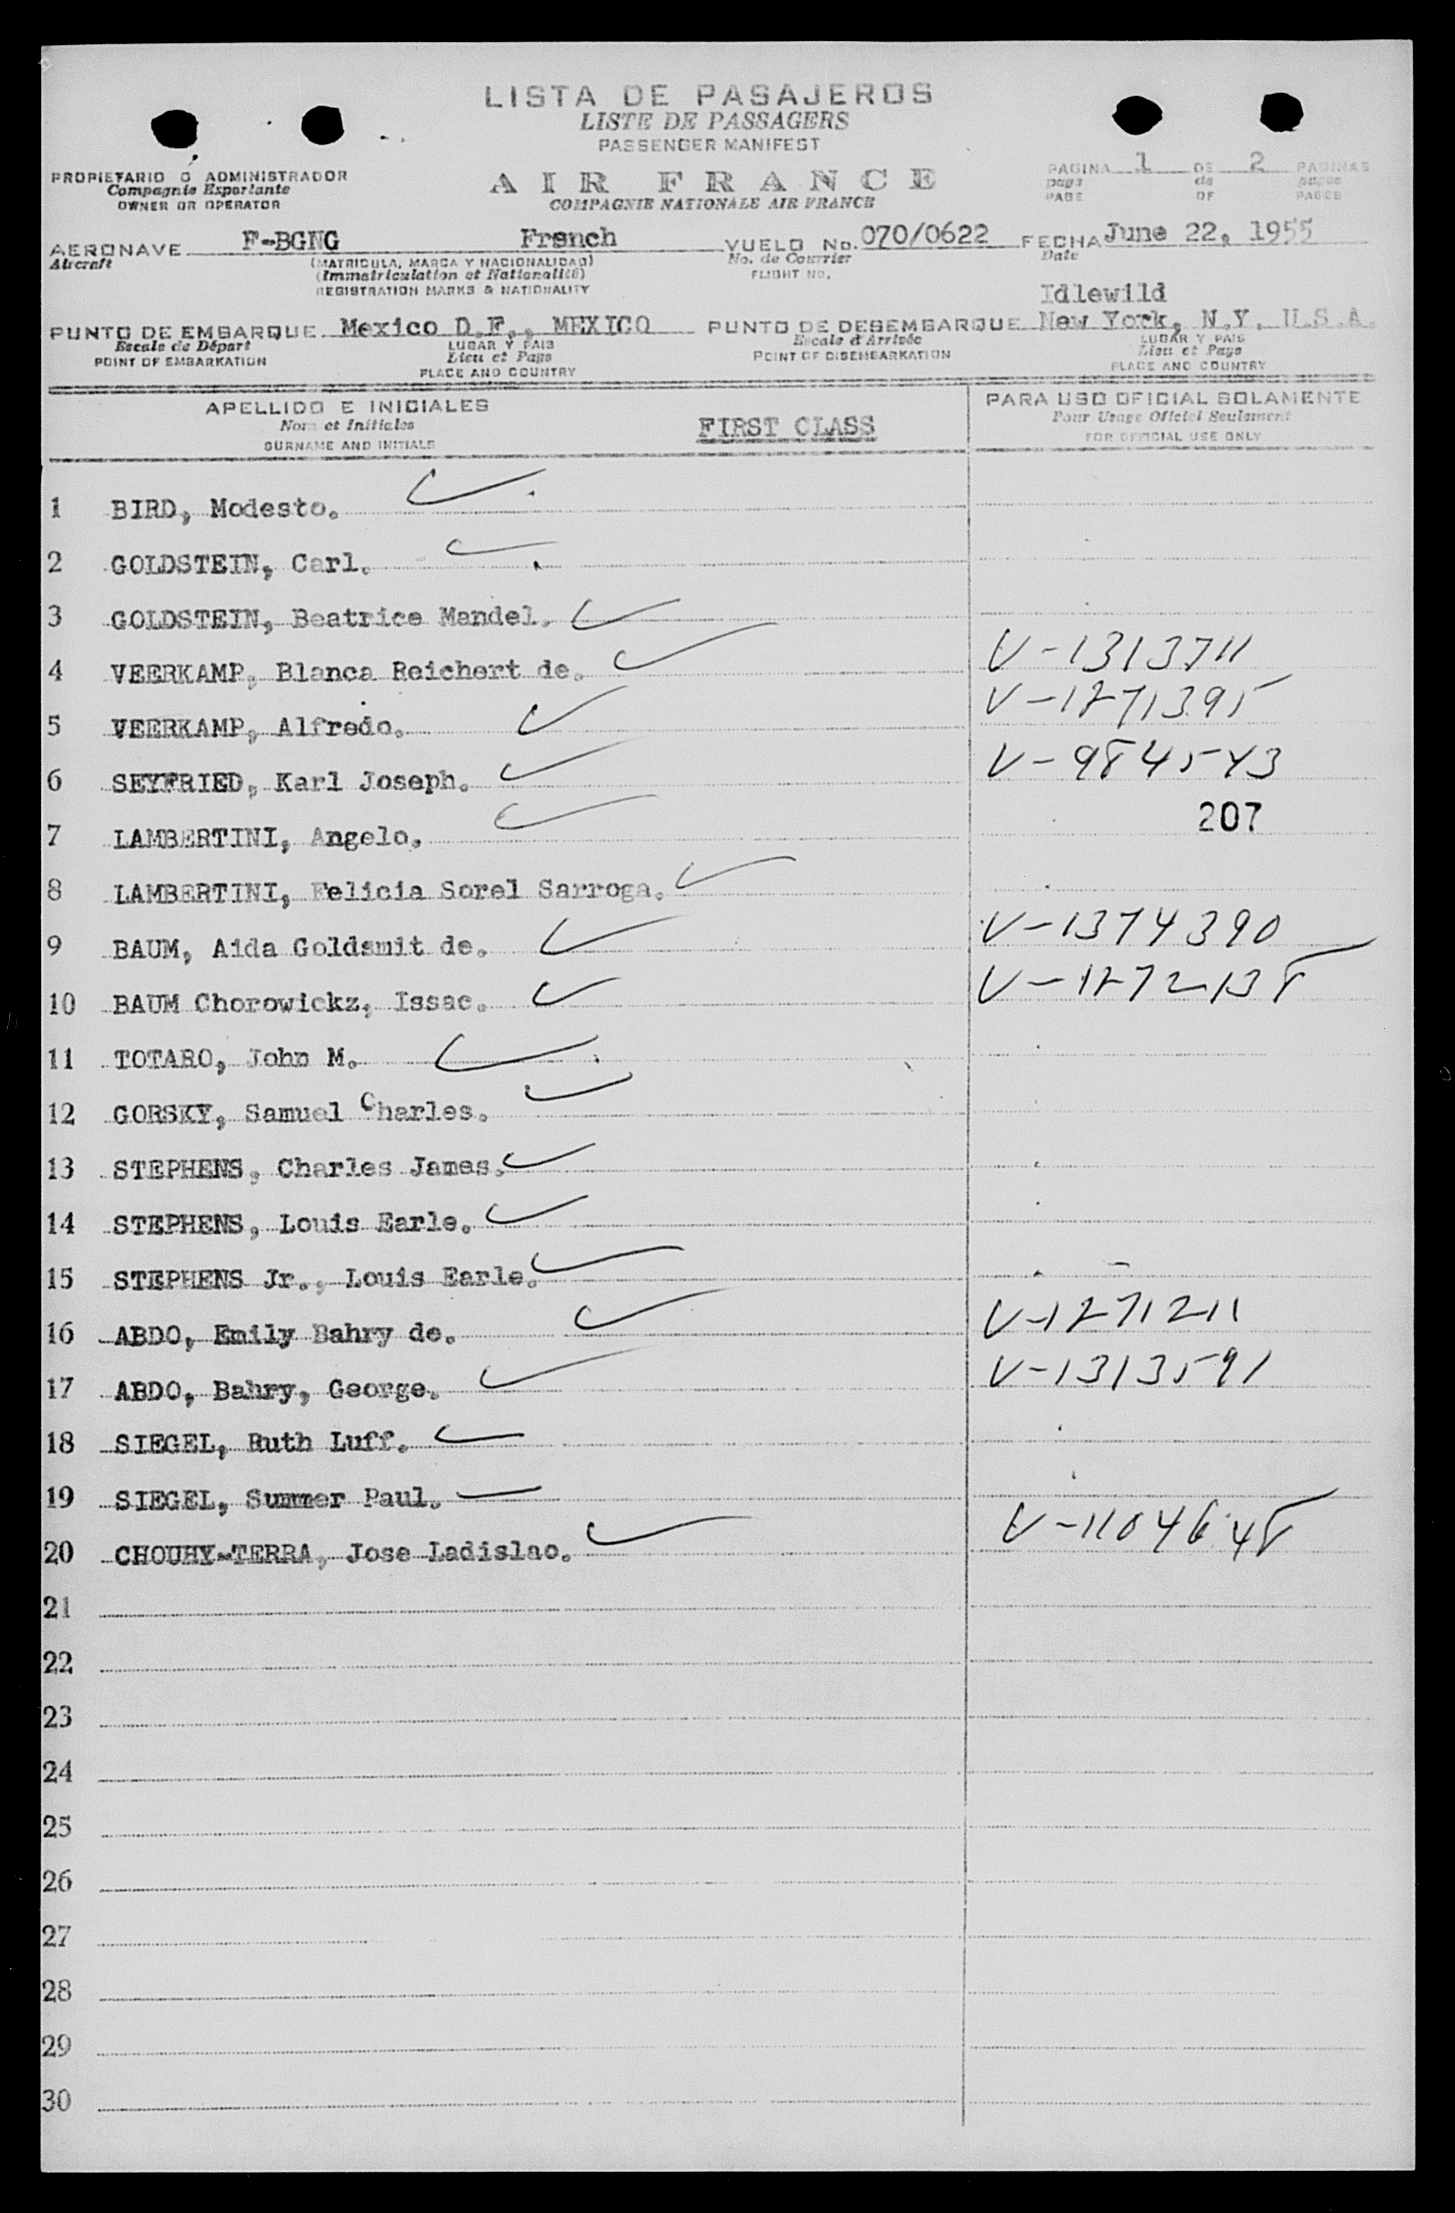 LISTA DE PASAJEROS
LISTE DE PASSAGERS
PASSENGER MANIFEST
PROPIETARIO O ADMINISTRADOR
Compagnie Exportante
OWNER OR OPERATOR
AIR FRANCE
COMPAGNIE NATIONALE AIR FRANCE
PAGINA 1 DE 2 PAGINAS
page de pages
PAGE OF PAGES
AERONAVE F-BGNG French VUELO No. 070/0622 FECHA June 22, 1955
Aircraft (MATRICULA, MARCA Y NACIONALIDAD) No. de Courrier Date
(Immatriculation et Nationalité) FLIGHT NO.
REGISTRATION MARKS & NATIONALITY
Idlewild
PUNTO DE EMBARQUE Mexico D.F., MEXICO PUNTO DE DESEMBARQUE New York, N.Y. U.S.A.
Escale de Départ LUGAR Y PAIS Escale d'Arrivée LUGAR Y PAIS
POINT OF EMBARKATION Lieu et Pays POINT OF DISEMBARKATION Lieu et Pays
PLACE AND COUNTRY PLACE AND COUNTRY
APELLIDO E INICIALES PARA USO OFICIAL SOLAMENTE
Nom et Initiales FIRST CLASS Pour Usage Officiel Seulement
SURNAME AND INITIALS FOR OFFICIAL USE ONLY
1 BIRD, Modesto.
2 GOLDSTEIN, Carl.
3 GOLDSTEIN, Beatrice Mandel.
4 VEERKAMP, Blanca Reichert de. V-1313711
5 VEERKAMP, Alfredo. V-1271395
6 SEYFRIED, Karl Joseph. V-984543
7 LAMBERTINI, Angelo. 207
8 LAMBERTINI, Felicia Sorel Sarroga.
9 BAUM, Aida Goldsmit de. V-1374390
10 BAUM Chorowickz, Issac. V-1272138
11 TOTARO, John M.
12 GORSKY, Samuel Charles.
13 STEPHENS, Charles James.
14 STEPHENS, Louis Earle.
15 STEPHENS Jr., Louis Earle.
16 ABDO, Emily Bahry de. V-1271211
17 ABDO, Bahry, George. V-1313591
18 SIEGEL, Ruth Luff.
19 SIEGEL, Summer Paul.
20 CHOUHY-TERRA, Jose Ladislao. V-1104648
21
22
23
24
25
26
27
28
29
30